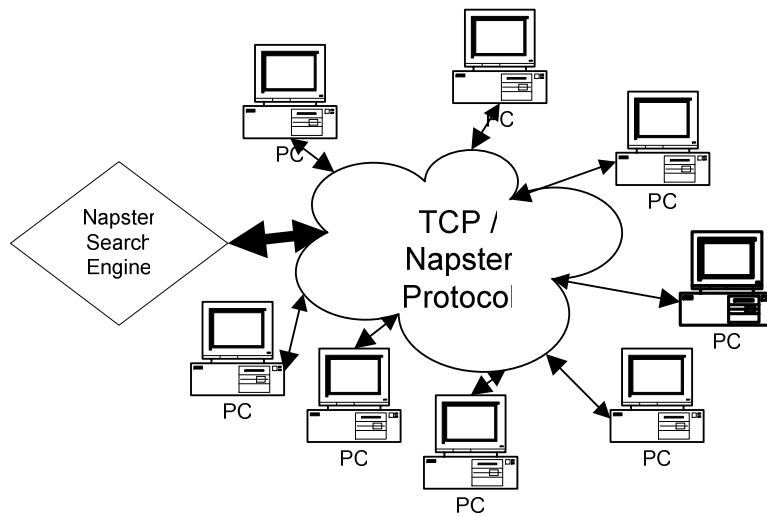 PC
PC
PC
Napster
Search
Engine
TCP /
Napster
Protocol
PC
PC
PC
PC
PC